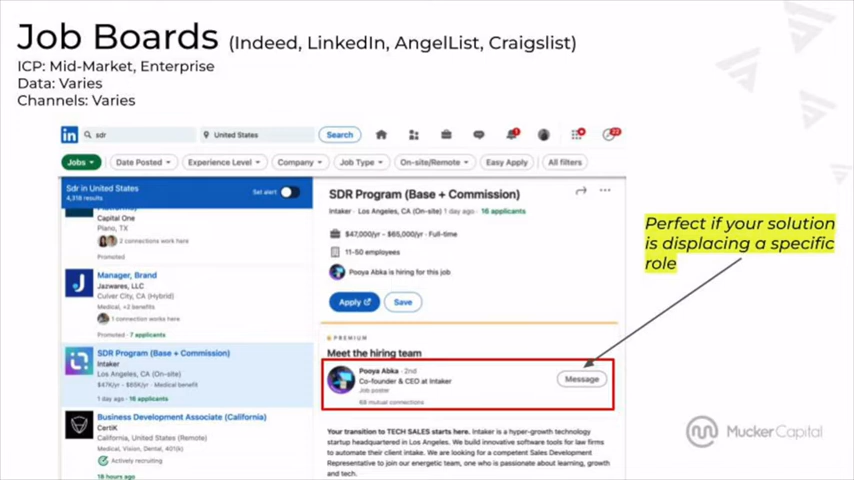 Job Boards (Indeed, LinkedIn, AngelList, Craigslist)
ICP: Mid-Market, Enterprise
Data: Varies
Channels: Varies
in sdr United States Search
Jobs Date Posted Experience Level Company Job Type On-site/Remote Easy Apply All filters
Sdr in United States
4,318 results
Set alert
Capital One
Plano, TX
2 connections work here
Promoted
Manager, Brand
Jazwares, LLC
Culver City, CA (Hybrid)
Medical, +2 benefits
1 connection works here
Promoted · 7 applicants
SDR Program (Base + Commission)
Intaker
Los Angeles, CA (On-site)
$47K/yr - $65K/yr · Medical benefit
1 day ago · 16 applicants
Business Development Associate (California)
CertiK
California, United States (Remote)
Medical, Vision, Dental, 401(k)
Actively recruiting
18 hours ago
SDR Program (Base + Commission)
Intaker · Los Angeles, CA (On-site) 1 day ago · 16 applicants
$47,000/yr - $65,000/yr · Full-time
11-50 employees
Pooya Abka is hiring for this job
Apply Save
PREMIUM
Meet the hiring team
Pooya Abka · 2nd
Co-founder & CEO at Intaker
Job poster
68 mutual connections
Message
Your transition to TECH SALES starts here. Intaker is a hyper-growth technology
startup headquartered in Los Angeles. We build innovative software tools for law firms
to automate their client intake. We are looking for a competent Sales Development
Representative to join our energetic team, one who is passionate about learning, growth
and tech.
Perfect if your solution
is displacing a specific
role
MuckerCapital